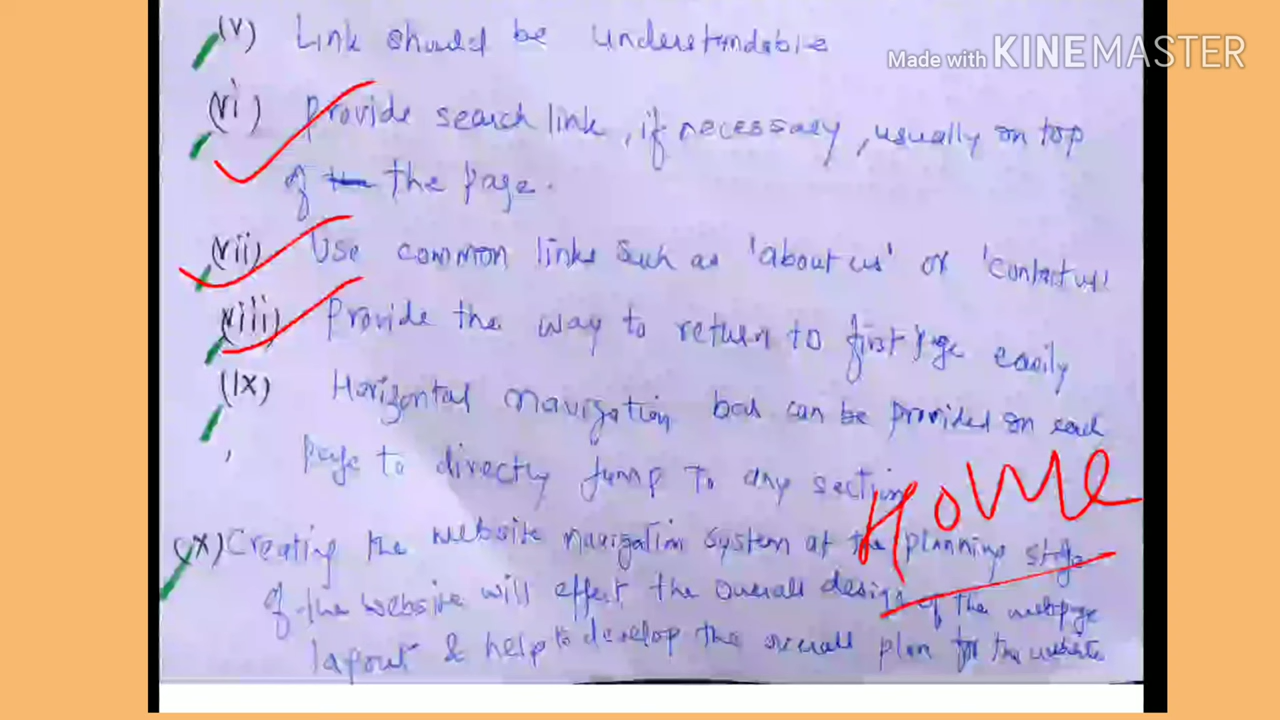 Made with KINEMASTER
(v) Link should be understandable
(vi) Provide search link, if necessary, usually on top
of the page.
(vii) Use common links such as 'about us' or 'contact us'
(viii) Provide the way to return to first page easily
(ix) Horizontal navigation bar can be provided on each
page to directly jump to any section
Home
(x) Creating the website navigation system at the planning stage
of the website will effect the overall design of the webpage
layout & help to develop the overall plan for the website